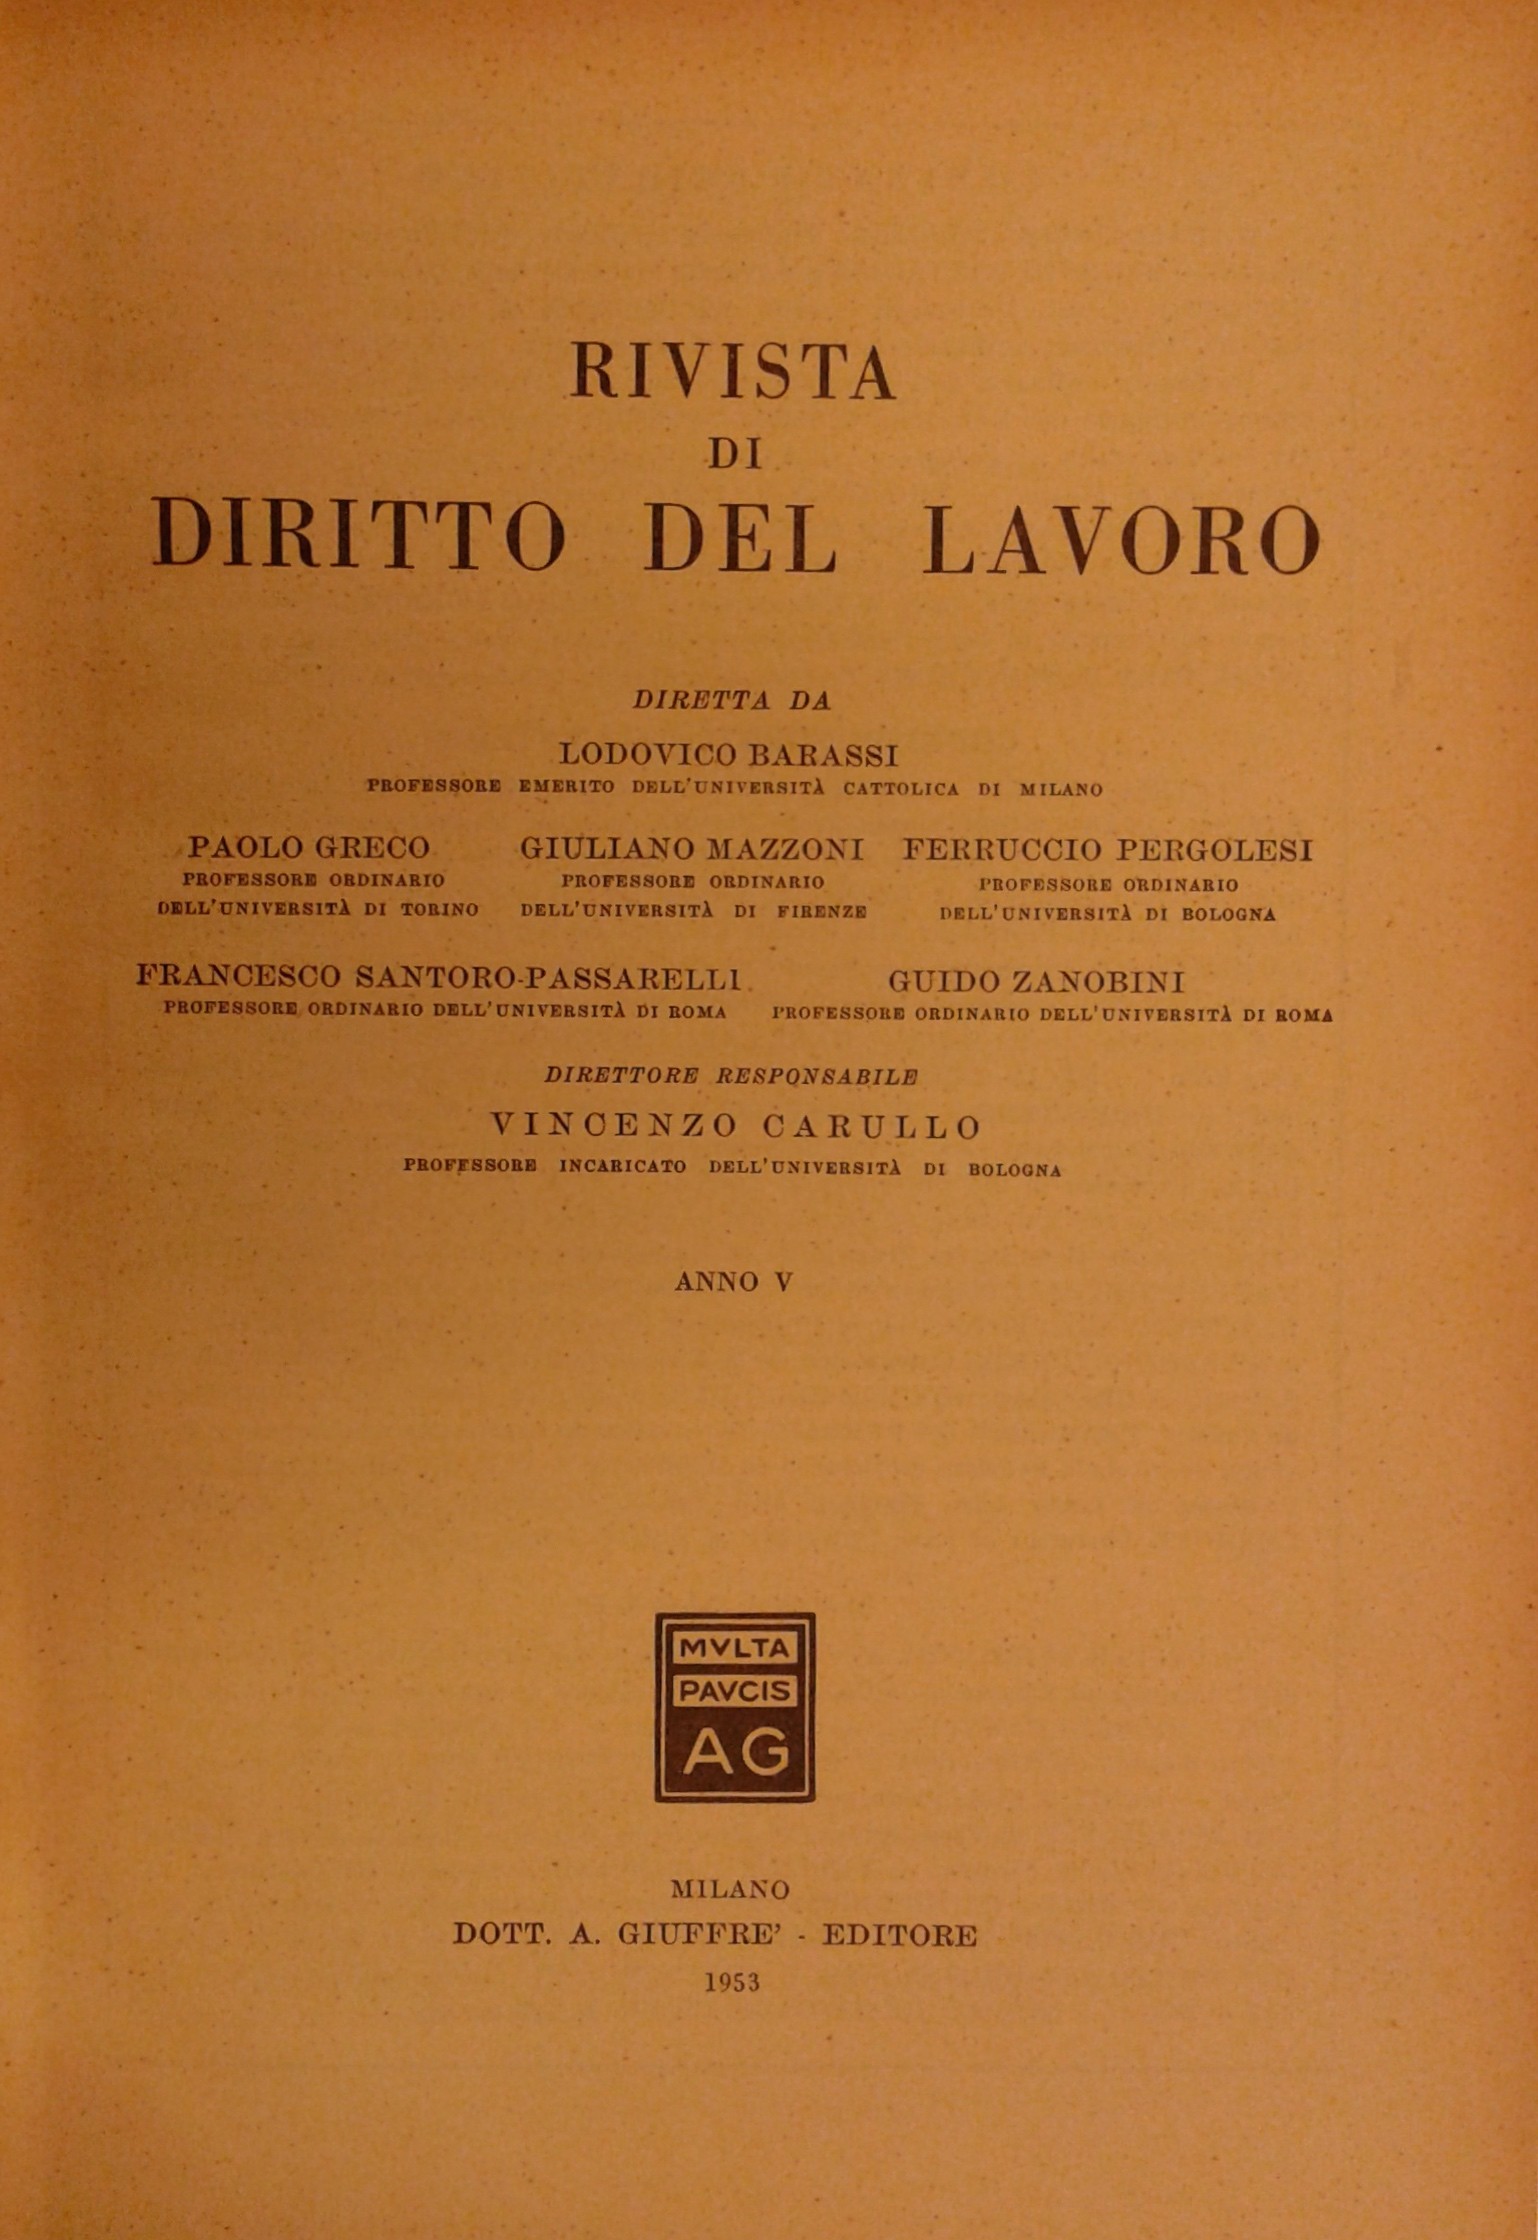 RIVISTA
DI
DIRITTO DEL LAVORO
DIRETTA DA
LODOVICO BARASSI
PROFESSORE EMERITO DELL'UNIVERSITÀ CATTOLICA DI MILANO
PAOLO GRECO GIULIANO MAZZONI FERRUCCIO PERGOLESI
PROFESSORE ORDINARIO PROFESSORE ORDINARIO PROFESSORE ORDINARIO
DELL'UNIVERSITÀ DI TORINO DELL'UNIVERSITÀ DI FIRENZE DELL'UNIVERSITÀ DI BOLOGNA
FRANCESCO SANTORO-PASSARELLI GUIDO ZANOBINI
PROFESSORE ORDINARIO DELL'UNIVERSITÀ DI ROMA PROFESSORE ORDINARIO DELL'UNIVERSITÀ DI ROMA
DIRETTORE RESPONSABILE
VINCENZO CARULLO
PROFESSORE INCARICATO DELL'UNIVERSITÀ DI BOLOGNA
ANNO V
MVLTA
PAVCIS
AG
MILANO
DOTT. A. GIUFFRE' - EDITORE
1953